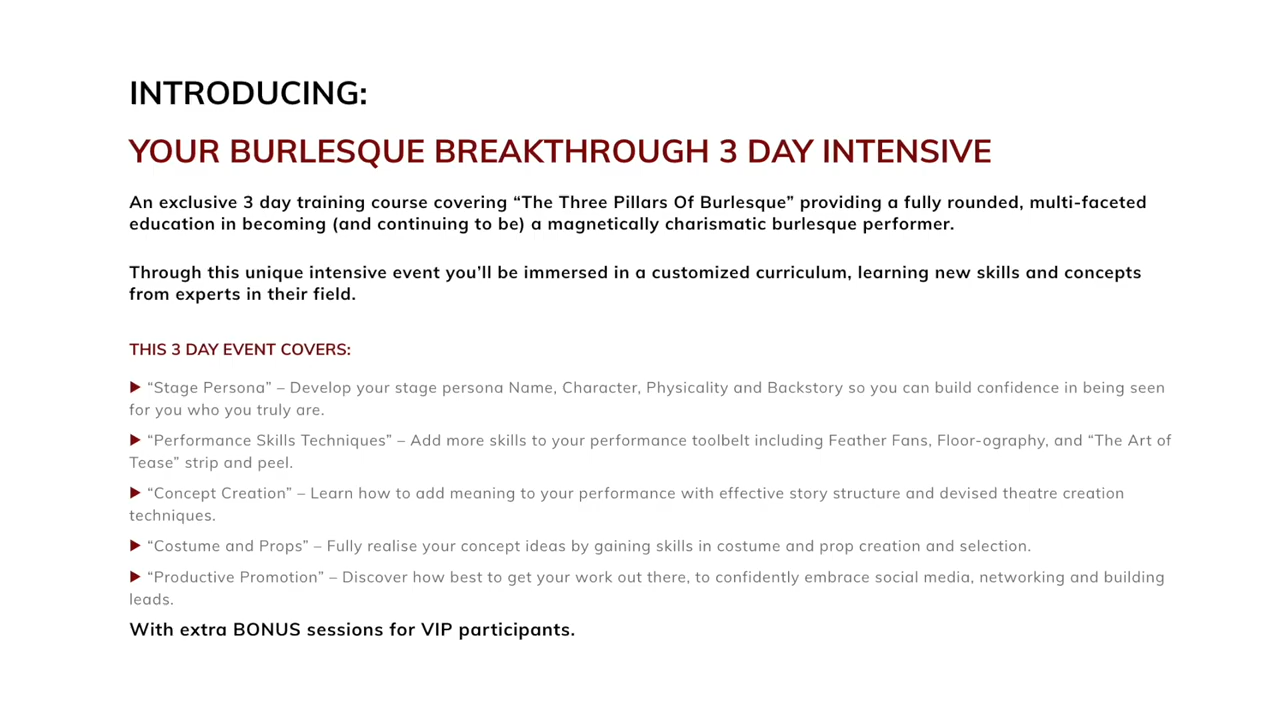 INTRODUCING:
YOUR BURLESQUE BREAKTHROUGH 3 DAY INTENSIVE
An exclusive 3 day training course covering “The Three Pillars Of Burlesque” providing a fully rounded, multi-faceted
education in becoming (and continuing to be) a magnetically charismatic burlesque performer.
Through this unique intensive event you’ll be immersed in a customized curriculum, learning new skills and concepts
from experts in their field.
THIS 3 DAY EVENT COVERS:
▶ “Stage Persona” – Develop your stage persona Name, Character, Physicality and Backstory so you can build confidence in being seen
for you who you truly are.
▶ “Performance Skills Techniques” – Add more skills to your performance toolbelt including Feather Fans, Floor-ography, and “The Art of
Tease” strip and peel.
▶ “Concept Creation” – Learn how to add meaning to your performance with effective story structure and devised theatre creation
techniques.
▶ “Costume and Props” – Fully realise your concept ideas by gaining skills in costume and prop creation and selection.
▶ “Productive Promotion” – Discover how best to get your work out there, to confidently embrace social media, networking and building
leads.
With extra BONUS sessions for VIP participants.